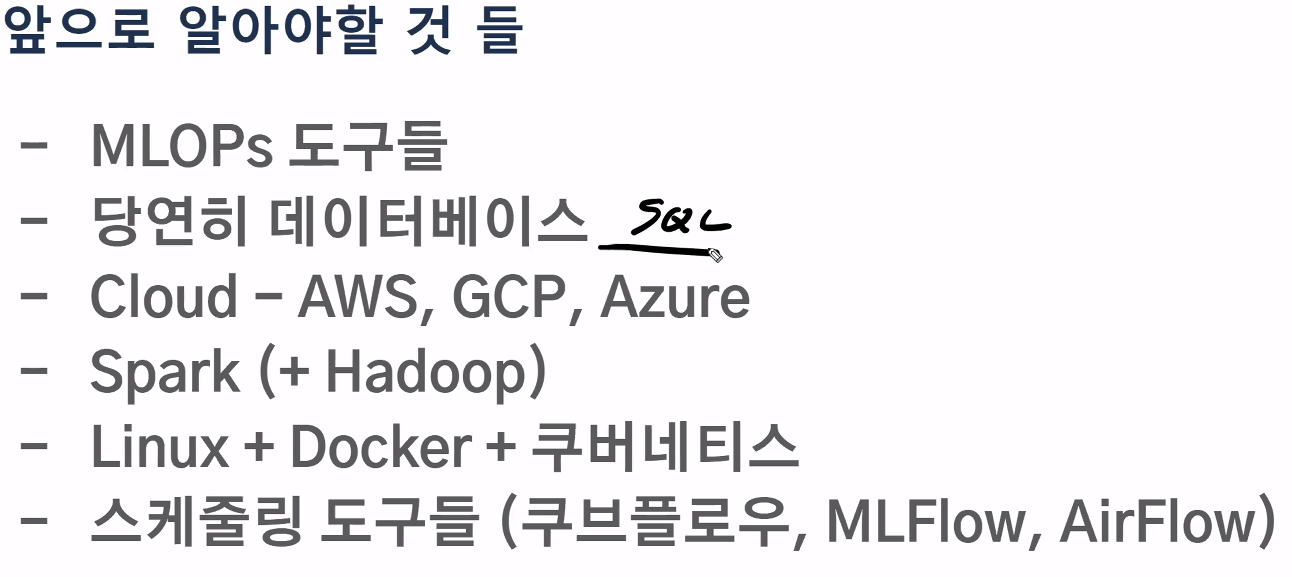 앞으로 알아야할 것 들
- MLOPs 도구들
- 당연히 데이터베이스 SQL
- Cloud – AWS, GCP, Azure
- Spark (+ Hadoop)
- Linux + Docker +쿠버네티스
- 스케줄링 도구들 (쿠브플로우, MLFlow, AirFlow)